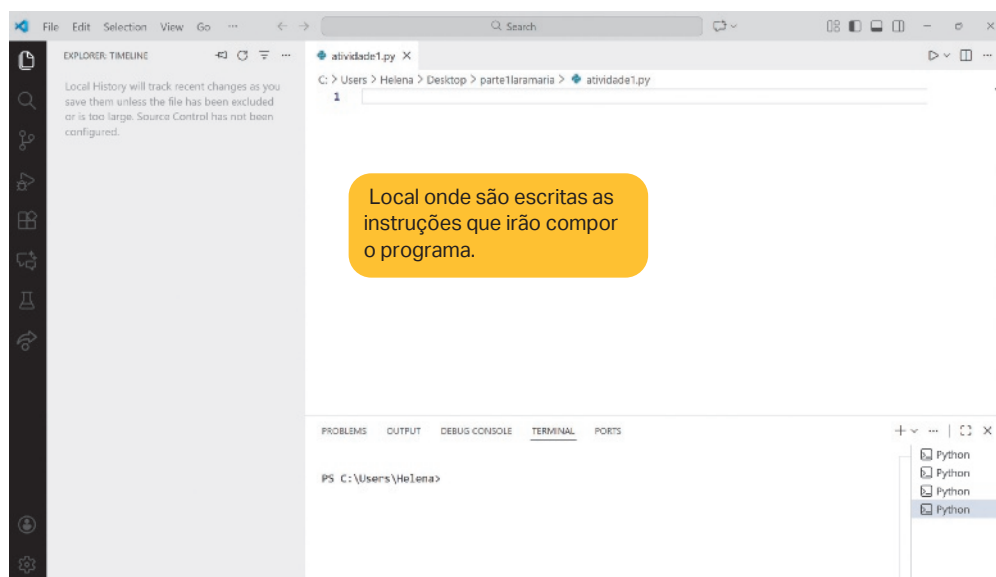 File Edit Selection View Go ··· Search
EXPLORER: TIMELINE
Local History will track recent changes as you
save them unless the file has been excluded
or is too large. Source Control has not been
configured.
atividade1.py
C: > Users > Helena > Desktop > parte1laramaria > atividade1.py
1
Local onde são escritas as
instruções que irão compor
o programa.
PROBLEMS OUTPUT DEBUG CONSOLE TERMINAL PORTS
PS C:\Users\Helena>
Python
Python
Python
Python